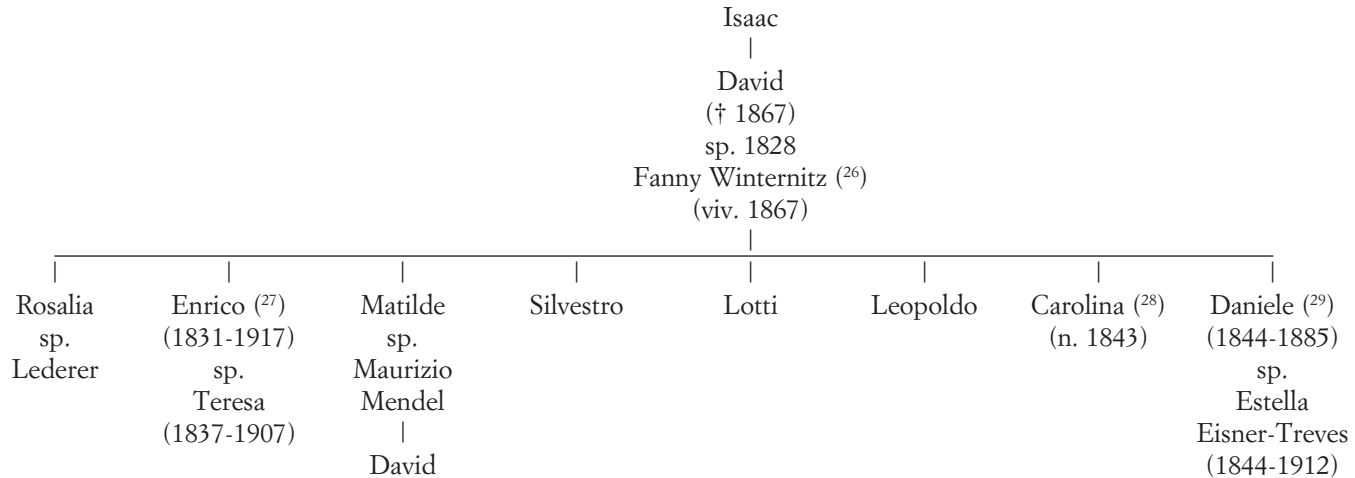 Isaac
David
(† 1867)
sp. 1828
Fanny Winternitz (26)
(viv. 1867)
Rosalia
sp.
Lederer
Enrico (27)
(1831-1917)
sp.
Teresa
(1837-1907)
Matilde
sp.
Maurizio
Mendel
David
Silvestro
Lotti
Leopoldo
Carolina (28)
(n. 1843)
Daniele (29)
(1844-1885)
sp.
Estella
Eisner-Treves
(1844-1912)